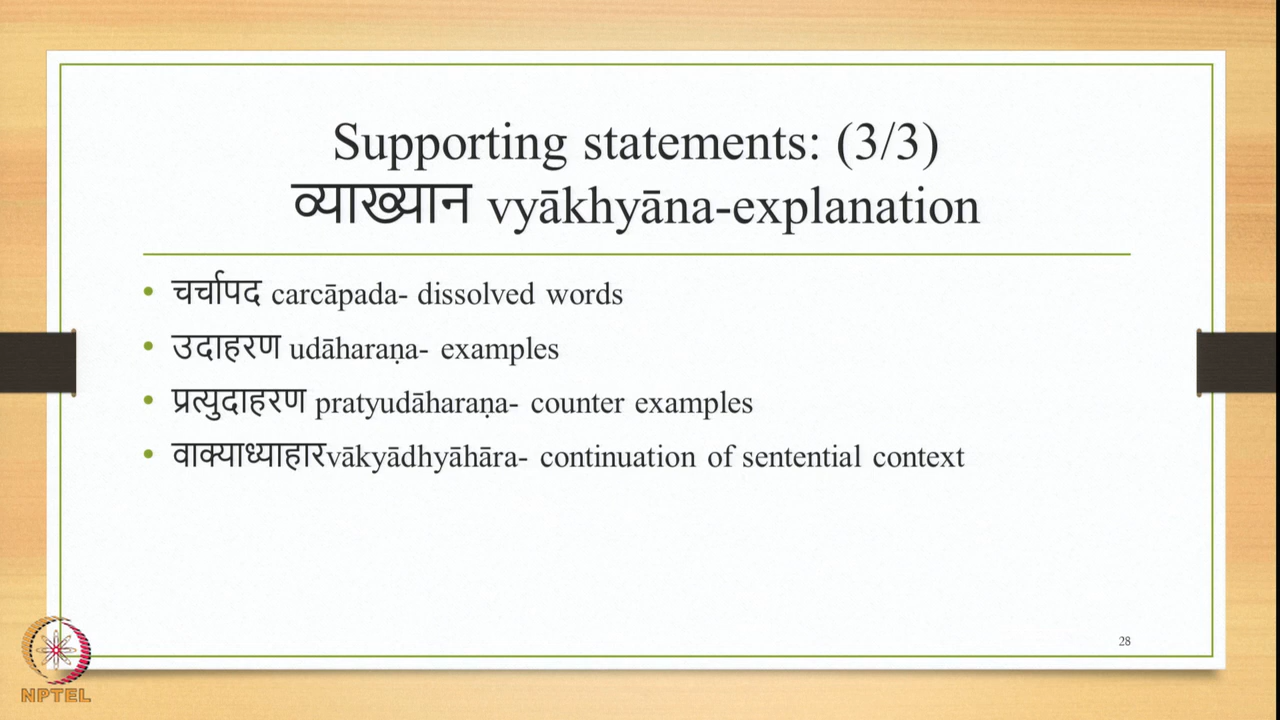 Supporting statements: (3/3)
व्याख्यान vyākhyāna-explanation
• चर्चापद carcāpada- dissolved words
• उदाहरण udāharaṇa- examples
• प्रत्युदाहरण pratyudāharaṇa- counter examples
• वाक्याध्याहारvākyādhyāhāra- continuation of sentential context
28
NPTEL